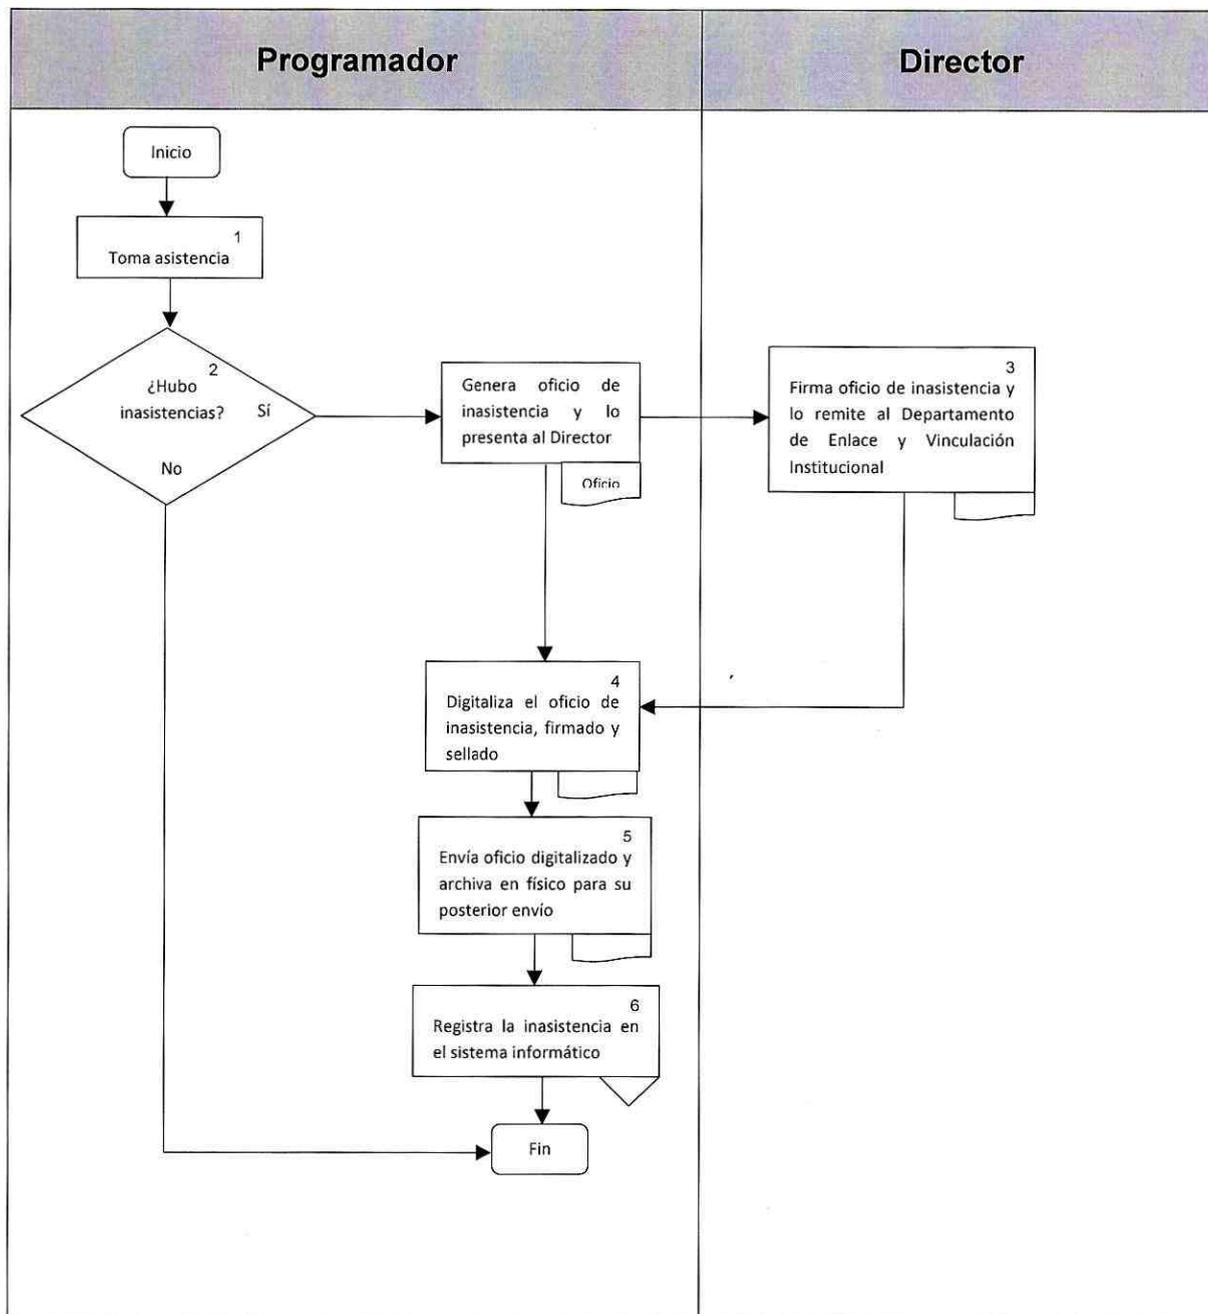 Programador
Director
Inicio
1
Toma asistencia
2
¿Hubo
inasistencias?
Sí
No
Genera oficio de
inasistencia y lo
presenta al Director
Oficio
3
Firma oficio de inasistencia y
lo remite al Departamento
de Enlace y Vinculación
Institucional
4
Digitaliza el oficio de
inasistencia, firmado y
sellado
5
Envía oficio digitalizado y
archiva en físico para su
posterior envío
6
Registra la inasistencia en
el sistema informático
Fin